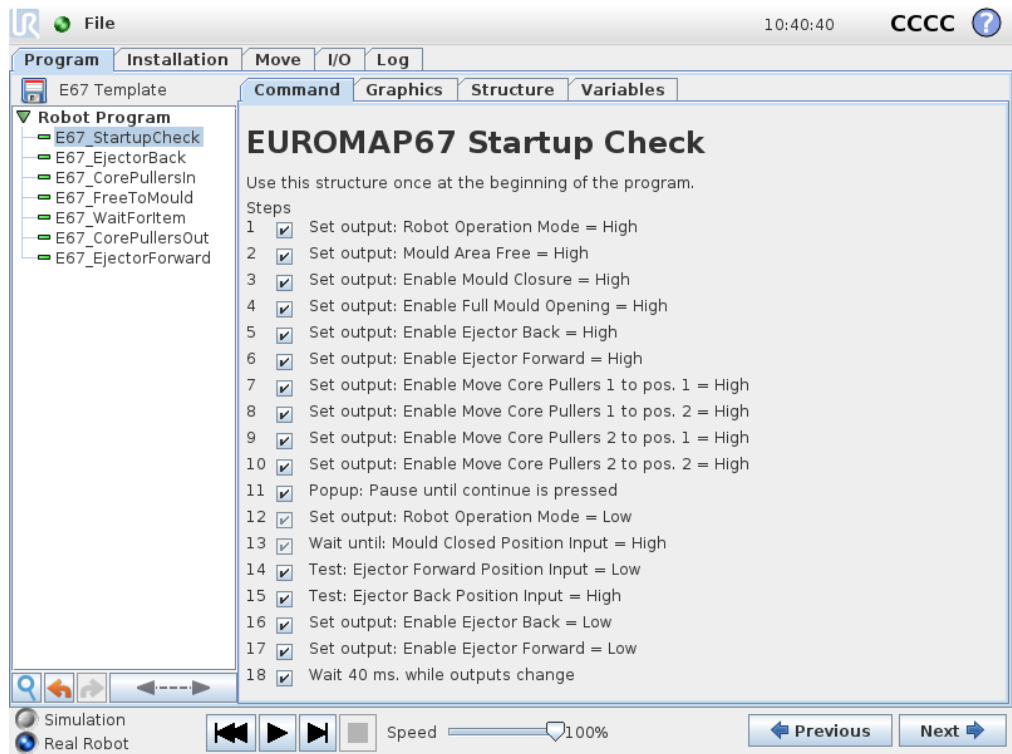 UR File 10:40:40 CCCC ?
Program Installation Move I/O Log
E67 Template
Command Graphics Structure Variables
Robot Program
E67_StartupCheck
E67_EjectorBack
E67_CorePullersIn
E67_FreeToMould
E67_WaitForItem
E67_CorePullersOut
E67_EjectorForward
EUROMAP67 Startup Check
Use this structure once at the beginning of the program.
Steps
1 Set output: Robot Operation Mode = High
2 Set output: Mould Area Free = High
3 Set output: Enable Mould Closure = High
4 Set output: Enable Full Mould Opening = High
5 Set output: Enable Ejector Back = High
6 Set output: Enable Ejector Forward = High
7 Set output: Enable Move Core Pullers 1 to pos. 1 = High
8 Set output: Enable Move Core Pullers 1 to pos. 2 = High
9 Set output: Enable Move Core Pullers 2 to pos. 1 = High
10 Set output: Enable Move Core Pullers 2 to pos. 2 = High
11 Popup: Pause until continue is pressed
12 Set output: Robot Operation Mode = Low
13 Wait until: Mould Closed Position Input = High
14 Test: Ejector Forward Position Input = Low
15 Test: Ejector Back Position Input = High
16 Set output: Enable Ejector Back = Low
17 Set output: Enable Ejector Forward = Low
18 Wait 40 ms. while outputs change
Simulation
Real Robot
Speed 100%
Previous Next